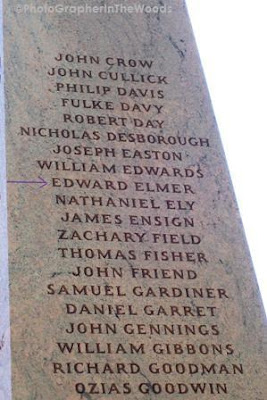 ©PhoToGrapherInTheWoods
JOHN CROW
JOHN CULLICK
PHILIP DAVIS
FULKE DAVY
ROBERT DAY
NICHOLAS DESBOROUGH
JOSEPH EASTON
WILLIAM EDWARDS
EDWARD ELMER
NATHANIEL ELY
JAMES ENSIGN
ZACHARY FIELD
THOMAS FISHER
JOHN FRIEND
SAMUEL GARDINER
DANIEL GARRET
JOHN GENNINGS
WILLIAM GIBBONS
RICHARD GOODMAN
OZIAS GOODWIN